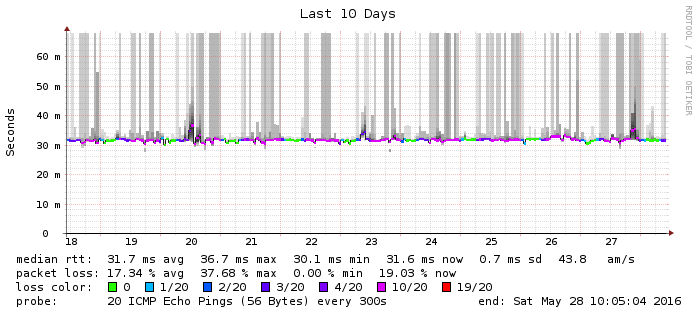 Last 10 Days
RRDTOOL / TOBI OETIKER
Seconds
60 m
50 m
40 m
30 m
20 m
10 m
0
18 19 20 21 22 23 24 25 26 27
median rtt: 31.7 ms avg 36.7 ms max 30.1 ms min 31.6 ms now 0.7 ms sd 43.8 am/s
packet loss: 17.34 % avg 37.68 % max 0.00 % min 19.03 % now
loss color: 0 1/20 2/20 3/20 4/20 10/20 19/20
probe: 20 ICMP Echo Pings (56 Bytes) every 300s end: Sat May 28 10:05:04 2016